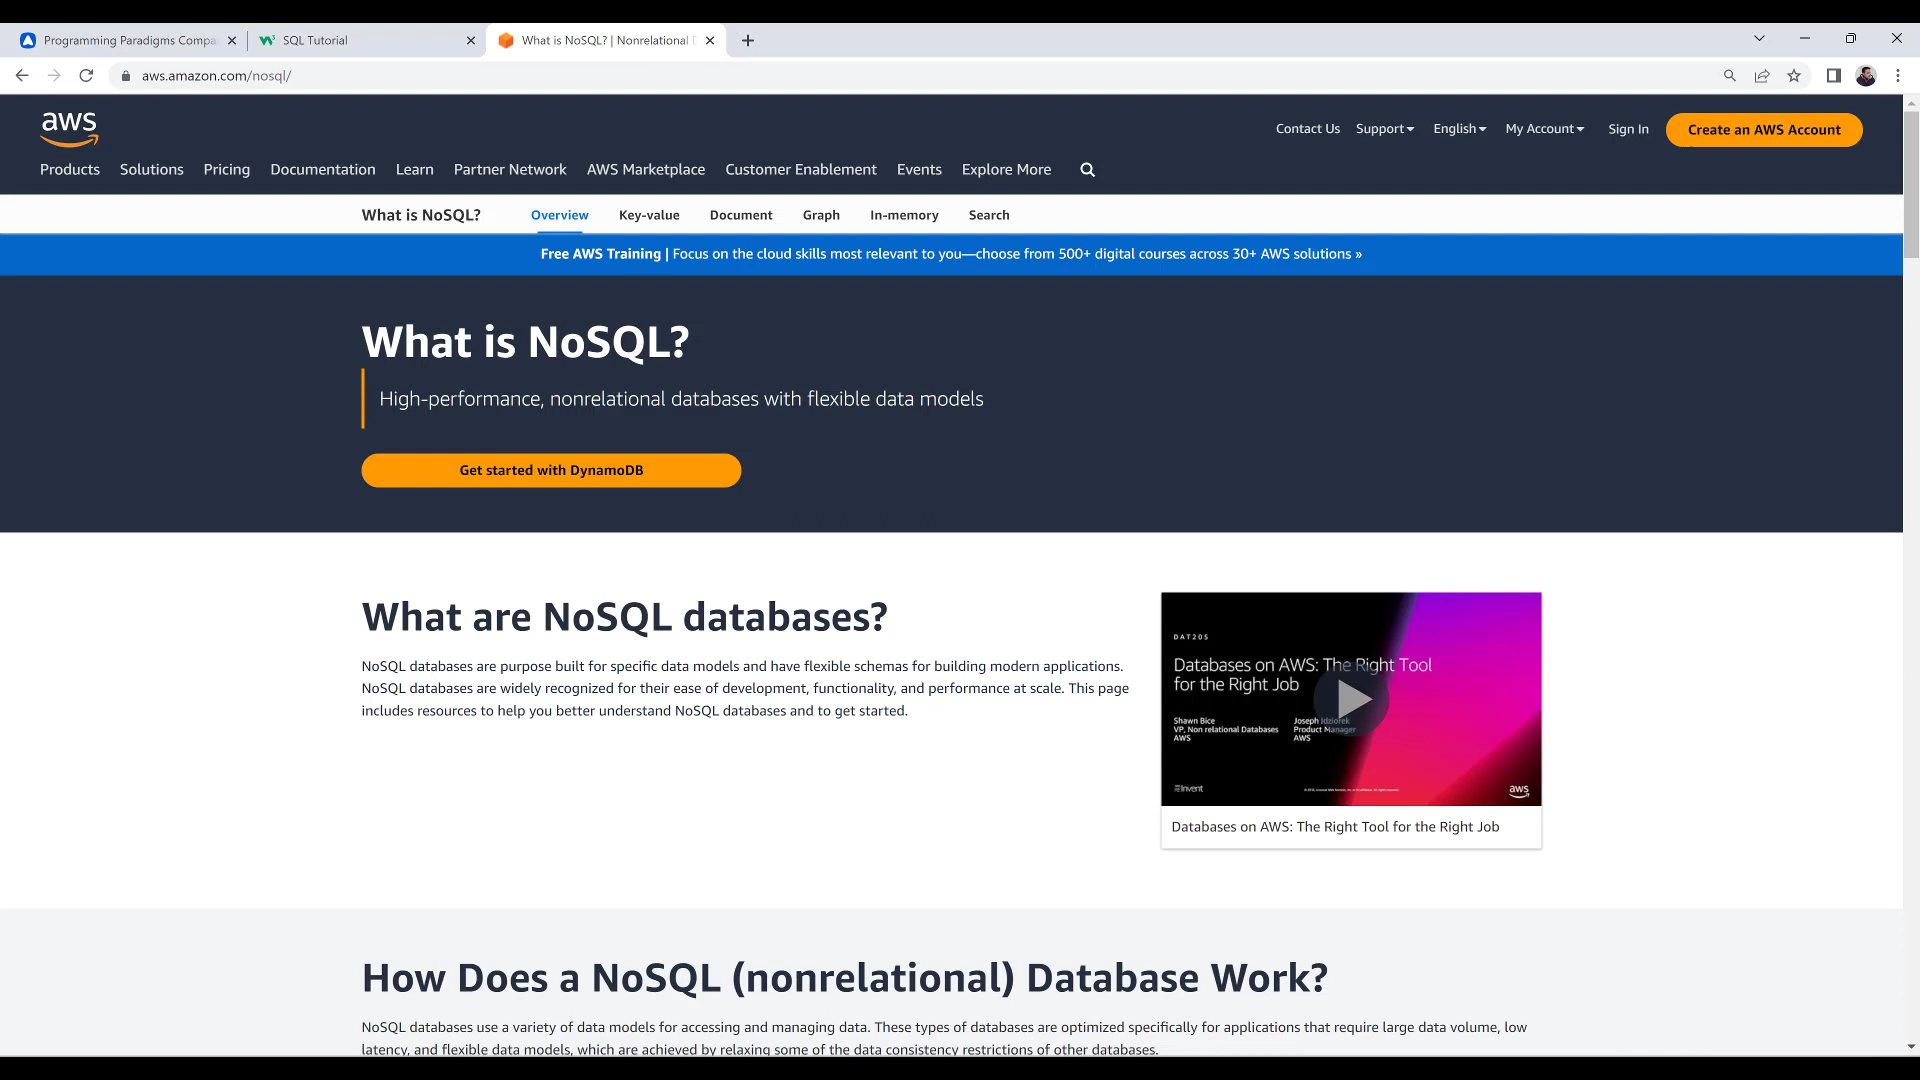 Programming Paradigms Compa
SQL Tutorial
What is NoSQL? | Nonrelational
aws.amazon.com/nosql/
aws
Contact Us Support English My Account Sign In Create an AWS Account
Products Solutions Pricing Documentation Learn Partner Network AWS Marketplace Customer Enablement Events Explore More
What is NoSQL? Overview Key-value Document Graph In-memory Search
Free AWS Training | Focus on the cloud skills most relevant to you—choose from 500+ digital courses across 30+ AWS solutions »
What is NoSQL?
High-performance, nonrelational databases with flexible data models
Get started with DynamoDB
What are NoSQL databases?
NoSQL databases are purpose built for specific data models and have flexible schemas for building modern applications.
NoSQL databases are widely recognized for their ease of development, functionality, and performance at scale. This page
includes resources to help you better understand NoSQL databases and to get started.
DAT205
Databases on AWS: The Right Tool
for the Right Job
Shawn Bice
VP, Non relational Databases
AWS
Joseph Idziorek
Product Manager
AWS
re:Invent
aws
Databases on AWS: The Right Tool for the Right Job
How Does a NoSQL (nonrelational) Database Work?
NoSQL databases use a variety of data models for accessing and managing data. These types of databases are optimized specifically for applications that require large data volume, low
latency, and flexible data models, which are achieved by relaxing some of the data consistency restrictions of other databases.